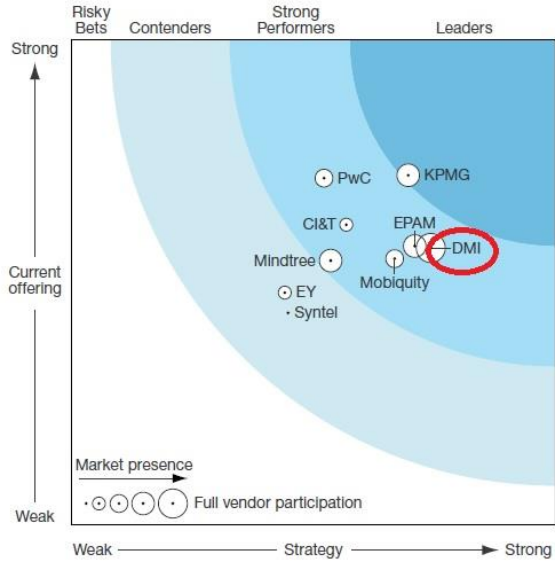 Risky Bets
Contenders
Strong Performers
Leaders
Strong
Current offering
Weak
PwC
KPMG
CI&T
EPAM
DMI
Mindtree
Mobiquity
EY
Syntel
Market presence
Full vendor participation
Weak
Strategy
Strong